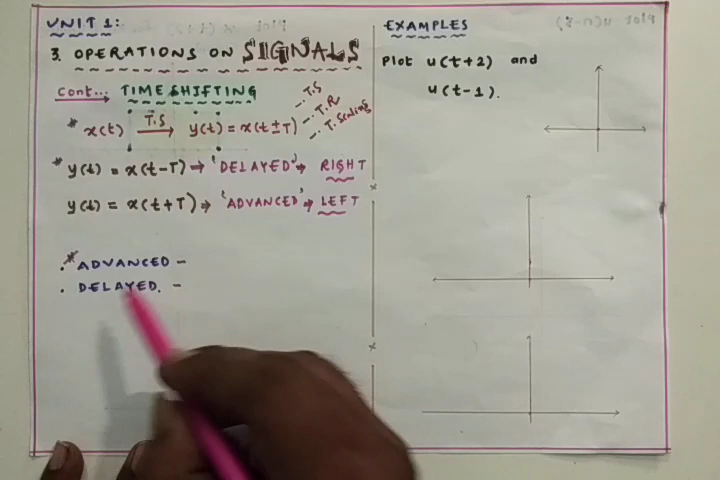 UNIT 1:
3. OPERATIONS ON SIGNALS
cont... TIME SHIFTING
* x(t) T.S → y(t) = x(t ± T)
- T.S
- T.R
- T. Scaling
* y(t) = x(t-T) ⇒ 'DELAYED' → RIGHT
y(t) = x(t+T) ⇒ 'ADVANCED' → LEFT
.* ADVANCED -
. DELAYED. -
EXAMPLES
Plot u(t+2) and
u(t-1).